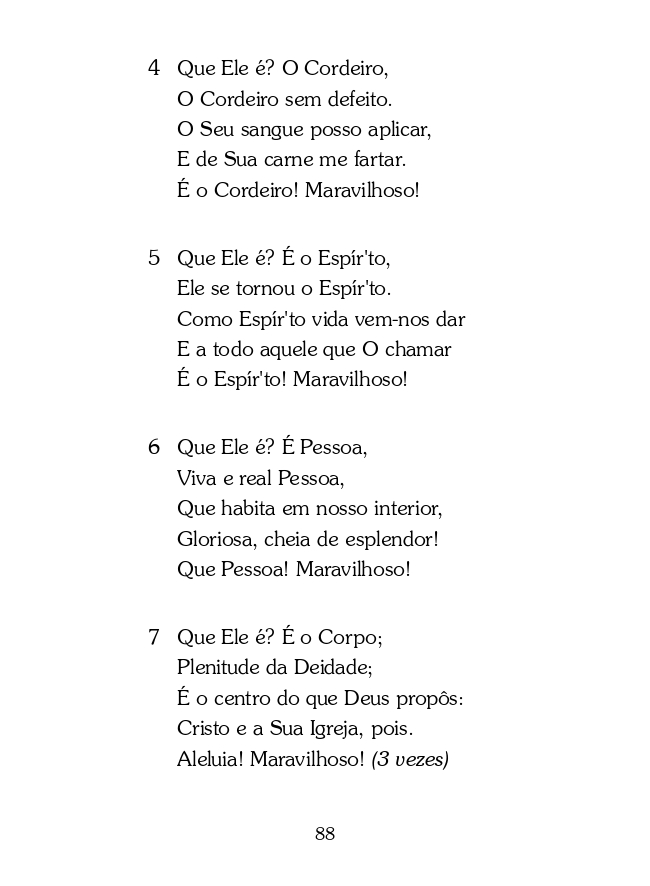 4 Que Ele é? O Cordeiro,
O Cordeiro sem defeito.
O Seu sangue posso aplicar,
E de Sua carne me fartar.
É o Cordeiro! Maravilhoso!
5 Que Ele é? É o Espír'to,
Ele se tornou o Espír'to.
Como Espír'to vida vem-nos dar
E a todo aquele que O chamar
É o Espír'to! Maravilhoso!
6 Que Ele é? É Pessoa,
Viva e real Pessoa,
Que habita em nosso interior,
Gloriosa, cheia de esplendor!
Que Pessoa! Maravilhoso!
7 Que Ele é? É o Corpo;
Plenitude da Deidade;
É o centro do que Deus propôs:
Cristo e a Sua Igreja, pois.
Aleluia! Maravilhoso! (3 vezes)
88